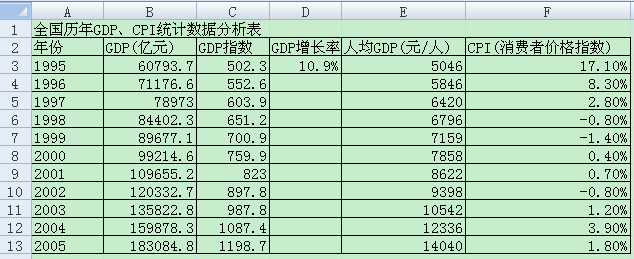 A B C D E F
1 全国历年GDP、CPI统计数据分析表
2 年份 GDP(亿元) GDP指数 GDP增长率 人均GDP(元/人) CPI(消费者价格指数)
3 1995 60793.7 502.3 10.9% 5046 17.10%
4 1996 71176.6 552.6 5846 8.30%
5 1997 78973 603.9 6420 2.80%
6 1998 84402.3 651.2 6796 -0.80%
7 1999 89677.1 700.9 7159 -1.40%
8 2000 99214.6 759.9 7858 0.40%
9 2001 109655.2 823 8622 0.70%
10 2002 120332.7 897.8 9398 -0.80%
11 2003 135822.8 987.8 10542 1.20%
12 2004 159878.3 1087.4 12336 3.90%
13 2005 183084.8 1198.7 14040 1.80%